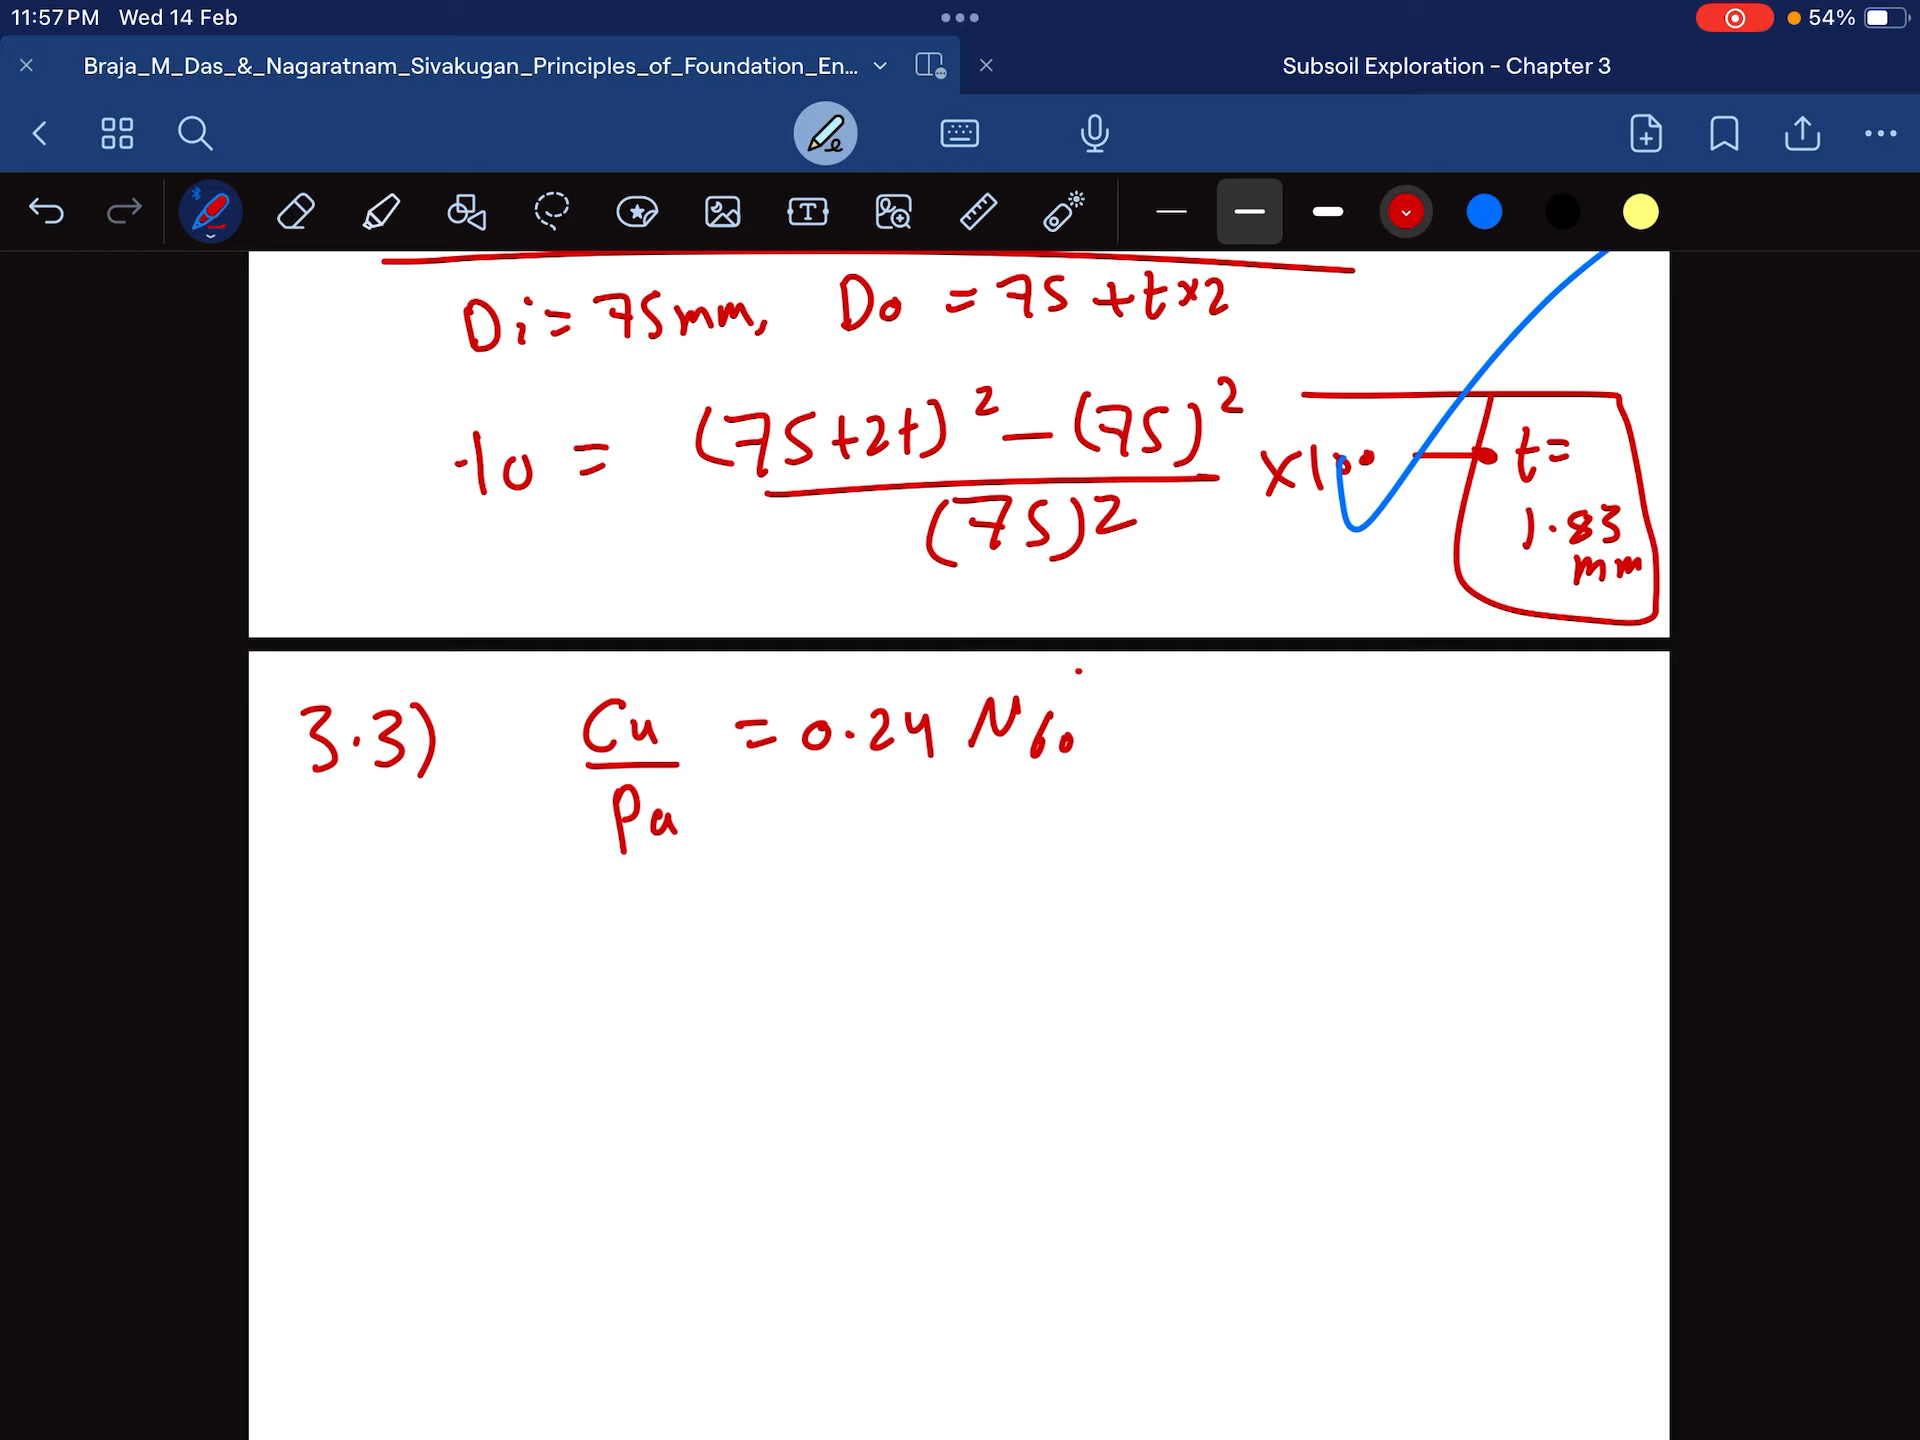 11:57 PM Wed 14 Feb
54%
Braja_M_Das_&_Nagaratnam_Sivakugan_Principles_of_Foundation_En...
Subsoil Exploration - Chapter 3
Di = 75mm, Do = 75 + t×2
10 = (75+2t)² - (75)² / (75)² ×100
t = 1.83 mm
3.3) Cu / Pa = 0.24 N60